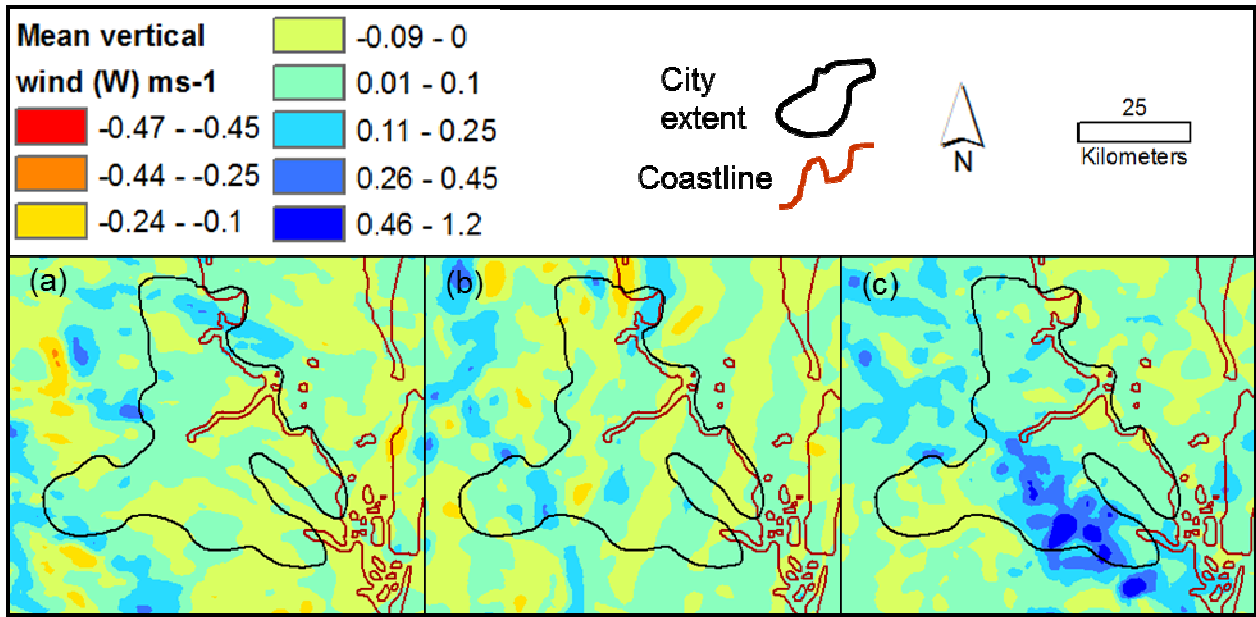 Mean vertical
wind (W) ms-1
-0.47 - -0.45
-0.44 - -0.25
-0.24 - -0.1
-0.09 - 0
0.01 - 0.1
0.11 - 0.25
0.26 - 0.45
0.46 - 1.2
City
extent
Coastline
N
25
Kilometers
(a)
(b)
(c)